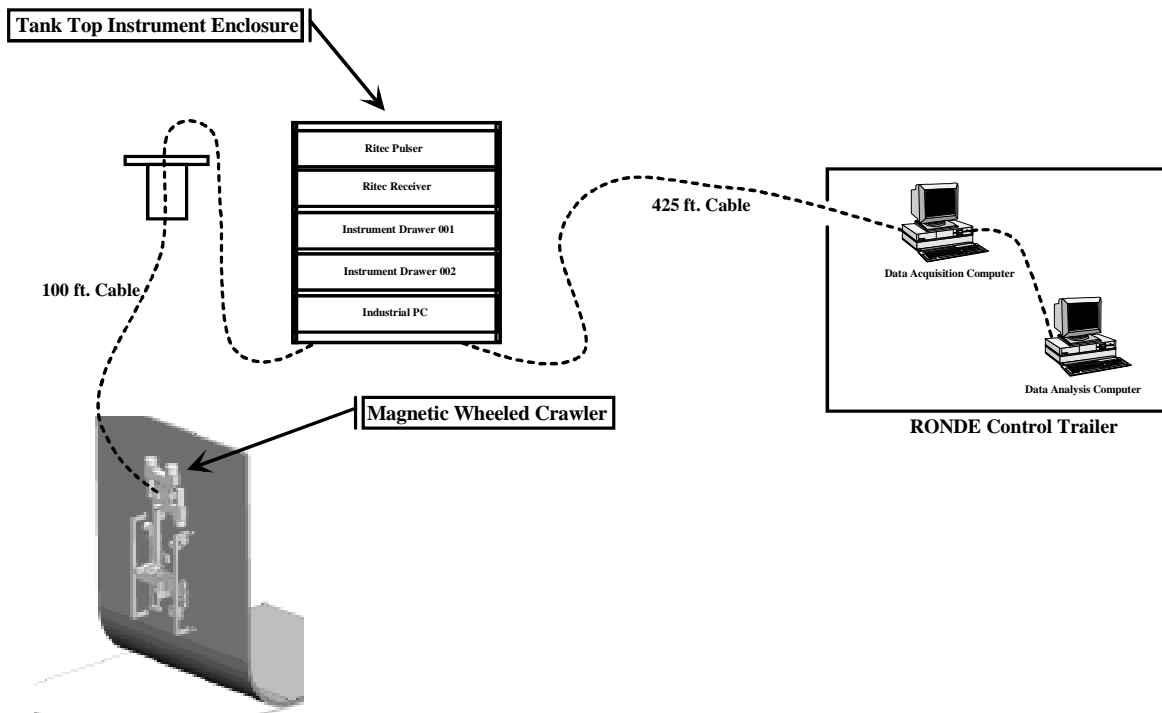 Tank Top Instrument Enclosure
Ritec Pulser
Ritec Receiver
Instrument Drawer 001
Instrument Drawer 002
Industrial PC
100 ft. Cable
425 ft. Cable
Data Acquisition Computer
Data Analysis Computer
RONDE Control Trailer
Magnetic Wheeled Crawler